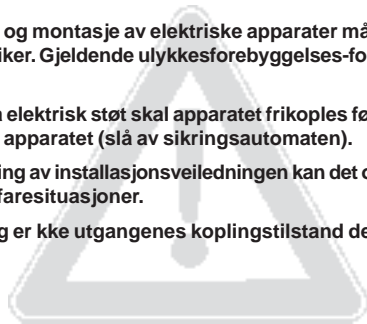 og montasje av elektriske apparater må
iker. Gjeldende ulykkesforebyggelses-fo
elektrisk støt skal apparatet frikoples fø
apparatet (slå av sikringsautomaten).
ing av installasjonsveiledningen kan det o
faresituasjoner.
g er kke utgangenes koplingstilstand de